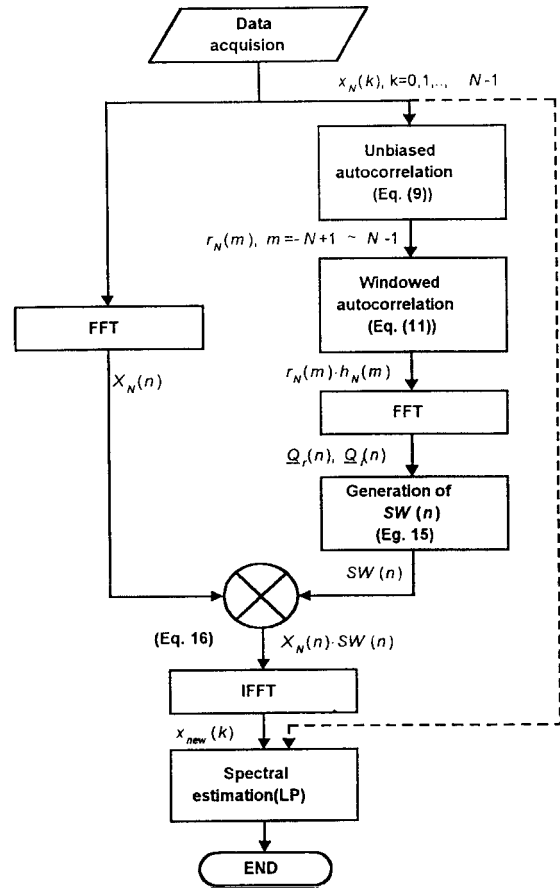 Data
acquision
x_N(k), k=0,1,.., N-1
Unbiased
autocorrelation
(Eq. (9))
r_N(m), m=-N+1 ~ N-1
Windowed
autocorrelation
(Eq. (11))
FFT
X_N(n)
r_N(m)·h_N(m)
FFT
Q_r(n), Q_i(n)
Generation of
SW(n)
(Eg. 15)
SW(n)
(Eq. 16)
X_N(n)·SW(n)
IFFT
x_new(k)
Spectral
estimation(LP)
END